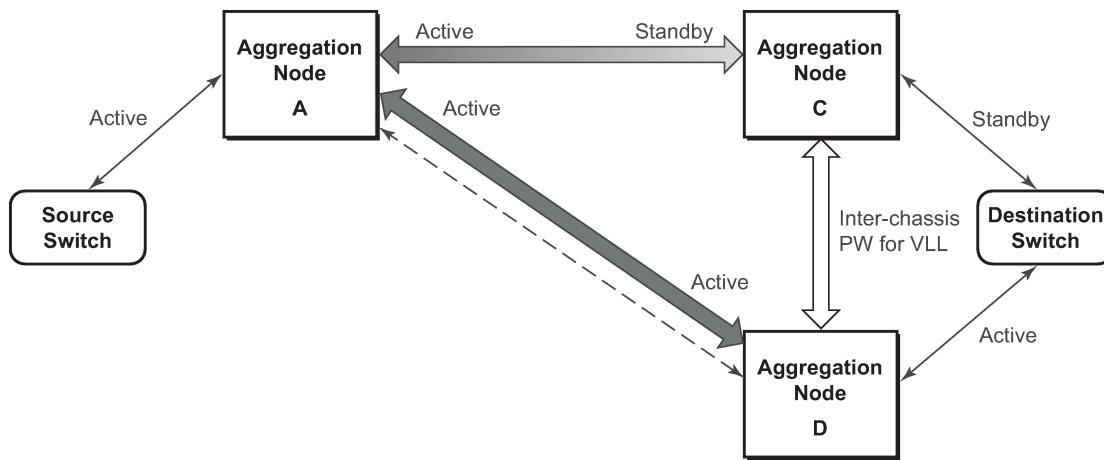 Aggregation
Node
A
Active
Standby
Aggregation
Node
C
Active
Active
Standby
Source
Switch
Inter-chassis
PW for VLL
Destination
Switch
Active
Active
Aggregation
Node
D